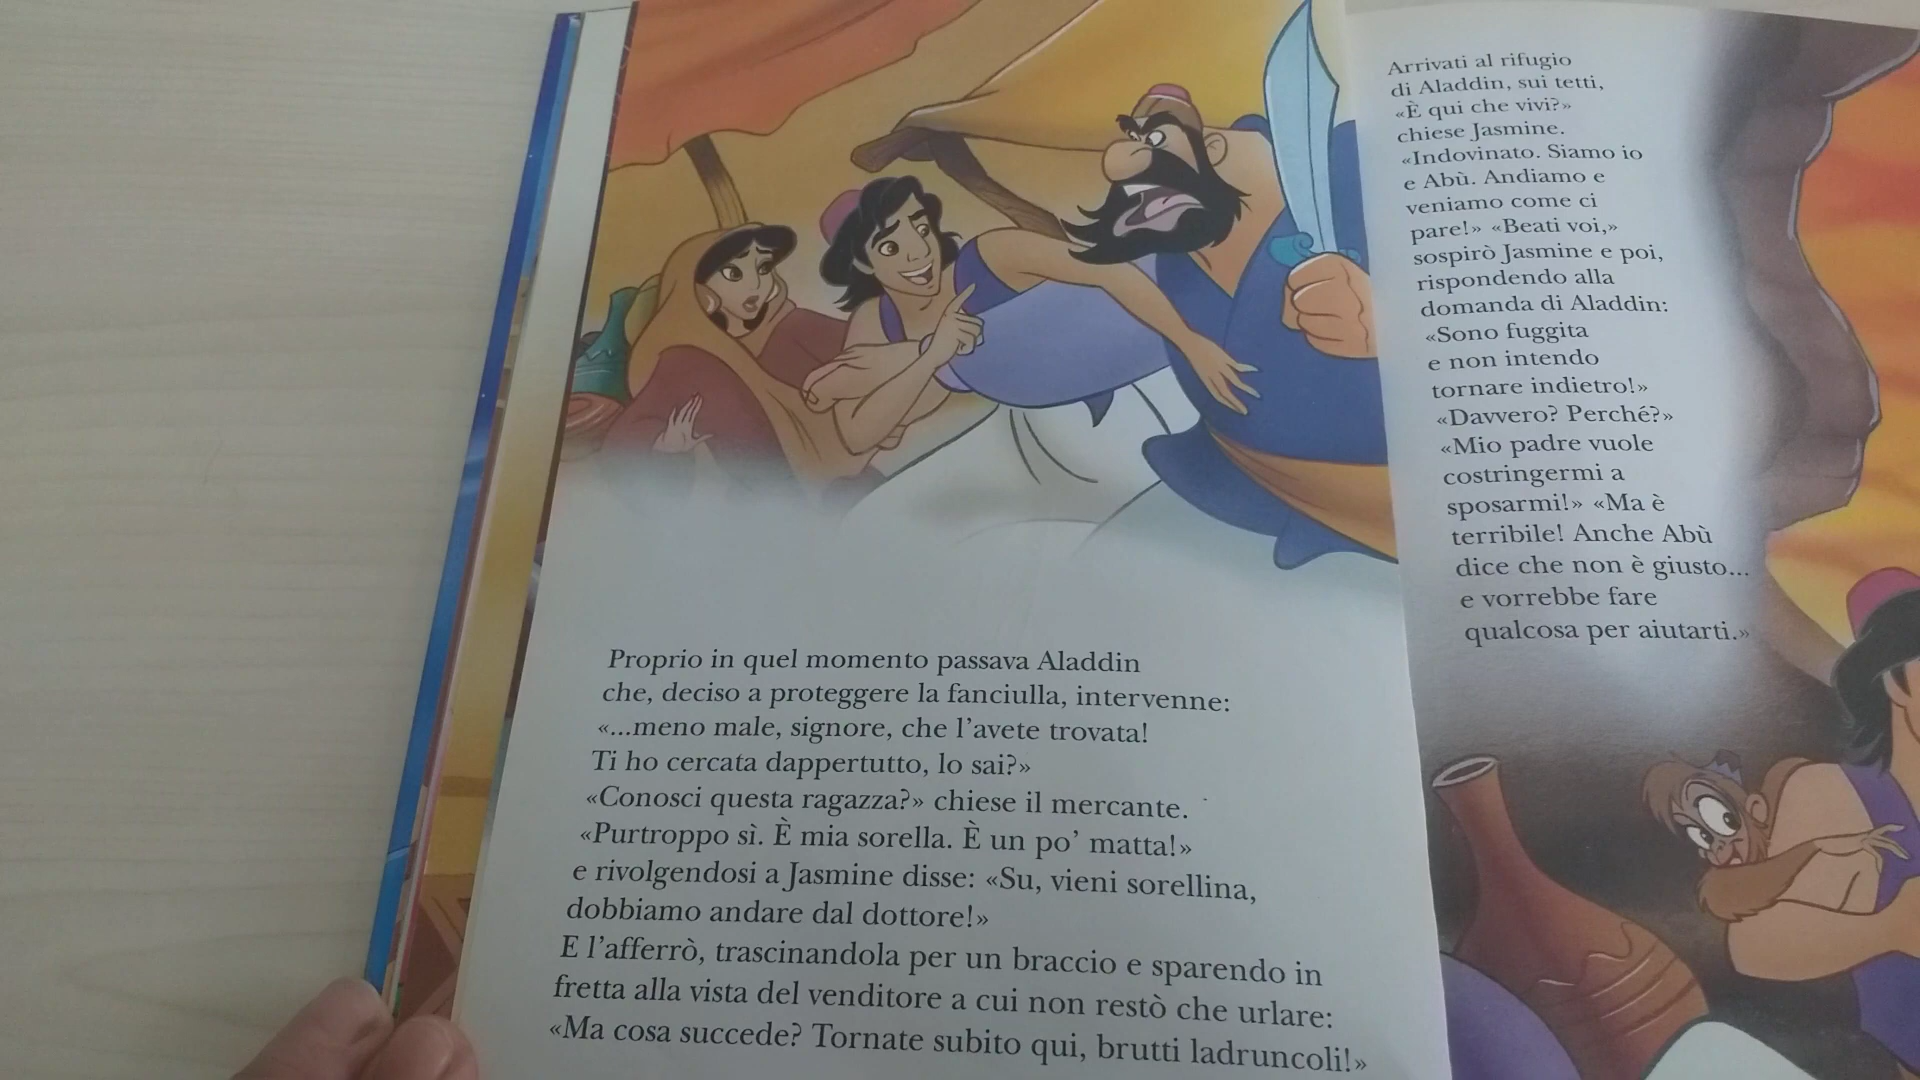 Proprio in quel momento passava Aladdin
che, deciso a proteggere la fanciulla, intervenne:
«...meno male, signore, che l'avete trovata!
Ti ho cercata dappertutto, lo sai?»
«Conosci questa ragazza?» chiese il mercante.
«Purtroppo sì. È mia sorella. È un po' matta!»
e rivolgendosi a Jasmine disse: «Su, vieni sorellina,
dobbiamo andare dal dottore!»
E l'afferrò, trascinandola per un braccio e sparendo in
fretta alla vista del venditore a cui non restò che urlare:
«Ma cosa succede? Tornate subito qui, brutti ladruncoli!»
Arrivati al rifugio
di Aladdin, sui tetti,
«È qui che vivi?»
chiese Jasmine.
«Indovinato. Siamo io
e Abù. Andiamo e
veniamo come ci
pare!» «Beati voi,»
sospirò Jasmine e poi,
rispondendo alla
domanda di Aladdin:
«Sono fuggita
e non intendo
tornare indietro!»
«Davvero? Perché?»
«Mio padre vuole
costringermi a
sposarmi!» «Ma è
terribile! Anche Abù
dice che non è giusto...
e vorrebbe fare
qualcosa per aiutarti.»